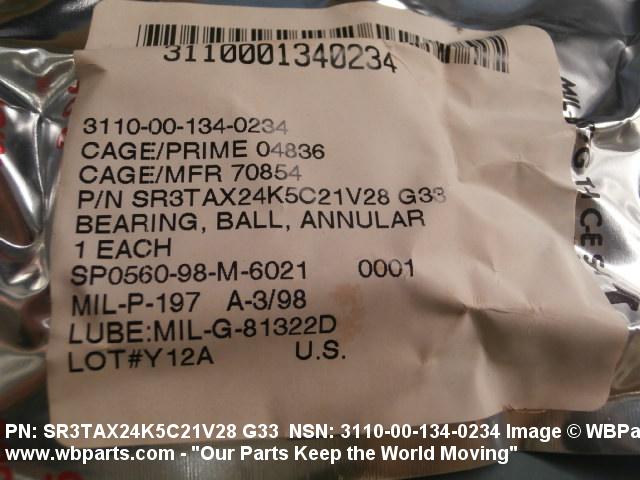 3110001340234
3110-00-134-0234
CAGE/PRIME 04836
CAGE/MFR 70854
P/N SR3TAX24K5C21V28 G33
BEARING, BALL, ANNULAR
1 EACH
SP0560-98-M-6021 0001
MIL-P-197 A-3/98
LUBE:MIL-G-81322D
LOT#Y12A U.S.
PN: SR3TAX24K5C21V28 G33 NSN: 3110-00-134-0234 Image © WBPa
www.wbparts.com - "Our Parts Keep the World Moving"